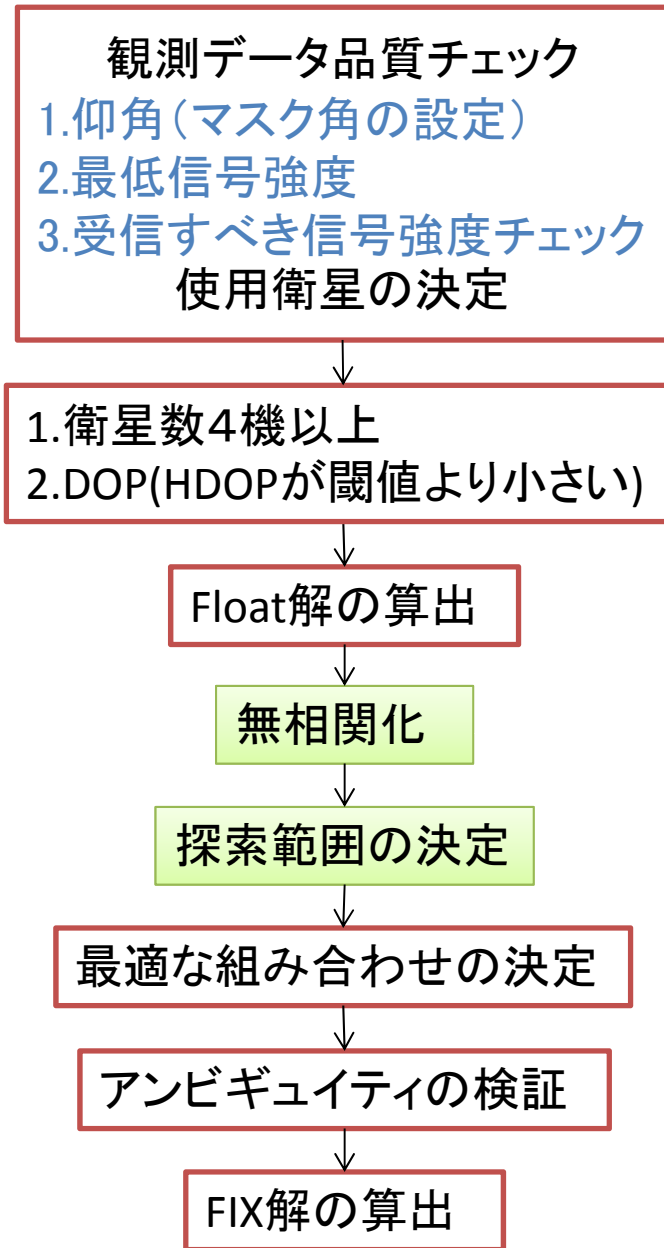 観測データ品質チェック
1.仰角(マスク角の設定)
2.最低信号強度
3.受信すべき信号強度チェック
使用衛星の決定
1.衛星数4機以上
2.DOP(HDOPが閾値より小さい)
Float解の算出
無相関化
探索範囲の決定
最適な組み合わせの決定
アンビギュイティの検証
FIX解の算出